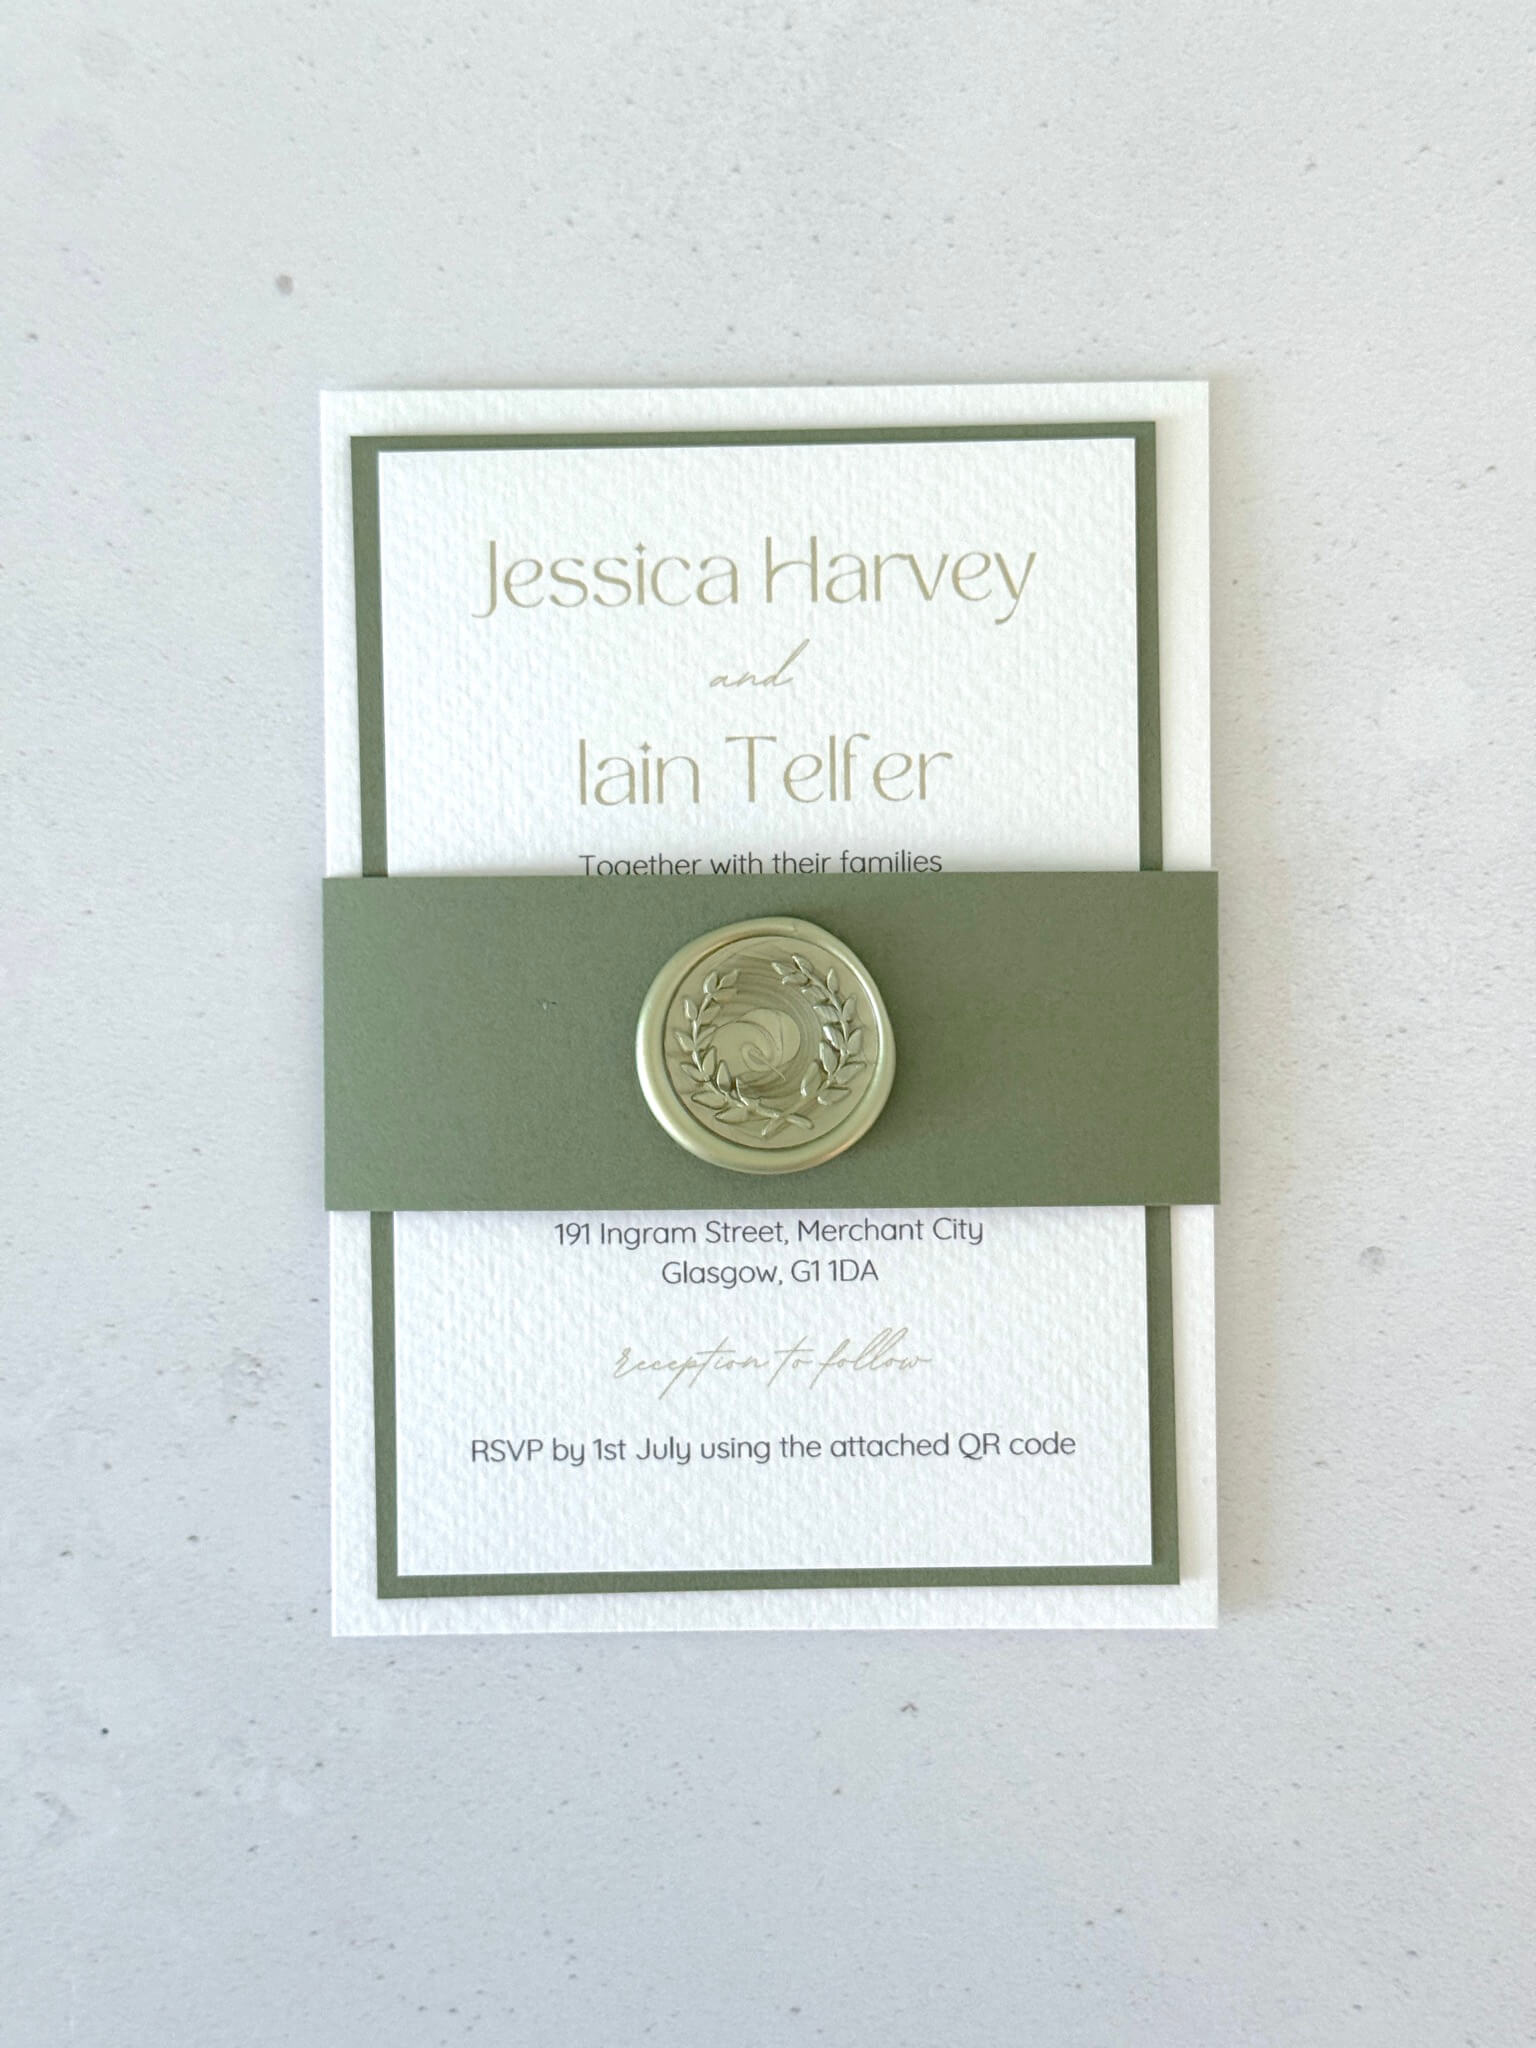 Jessica Harvey
and
Iain Telfer
Together with their families
191 Ingram Street, Merchant City
Glasgow, G1 1DA
reception to follow
RSVP by 1st July using the attached QR code